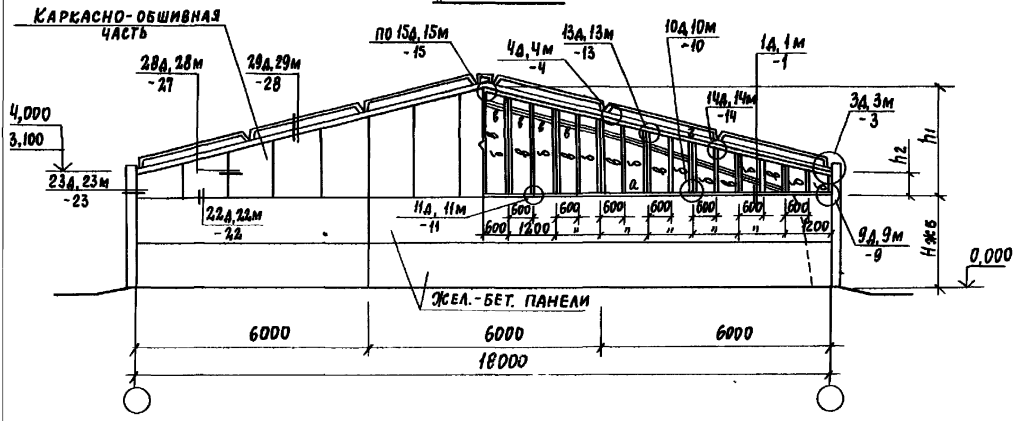 КАРКАСНО-ОБШИВНАЯ
ЧАСТЬ
ПО 15Д, 15М
-15
4Д, 4М
-4
13Д, 13М
-13
10Д, 10М
-10
1Д, 1М
-1
28Д, 28М
-27
29Д, 29М
-28
14Д, 14М
-14
3Д, 3М
-3
4,000
3,100
h1
h2
23Д, 23М
-23
22Д, 22М
-22
11Д, 11М
-11
а
600 600 600 600 600 600 600
600 1200 " " " " " 1200
9Д, 9М
-9
Нжб
0,000
ЖЕЛ.-БЕТ. ПАНЕЛИ
6000 6000 6000
18000